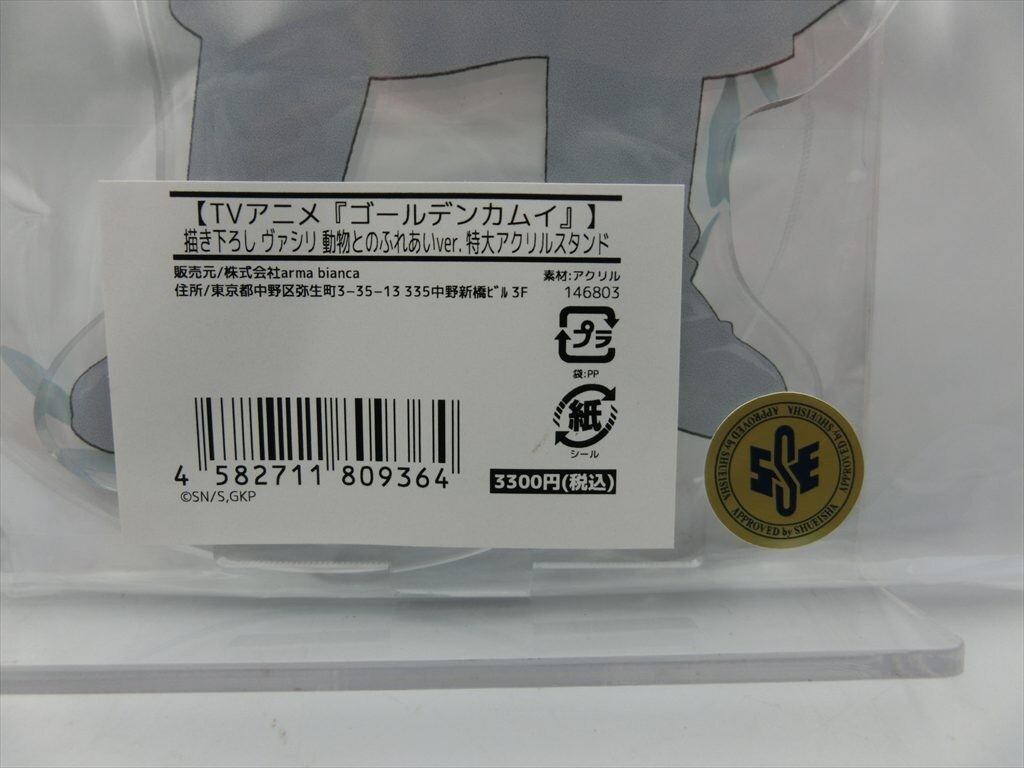 【TVアニメ『ゴールデンカムイ』】
描き下ろし ヴァシリ 動物とのふれあいver. 特大アクリルスタンド
販売元/株式会社arma bianca
素材:アクリル
住所/東京都中野区弥生町3-35-13 335中野新橋ﾋﾞﾙ 3F
146803
プラ
袋:PP
紙
シール
4 582711 809364
3300円(税込)
©SN/S,GKP
APPROVED by SHUEISHA
APPROVED by SHUEISHA
APPROVED by SHUEISHA
SSE